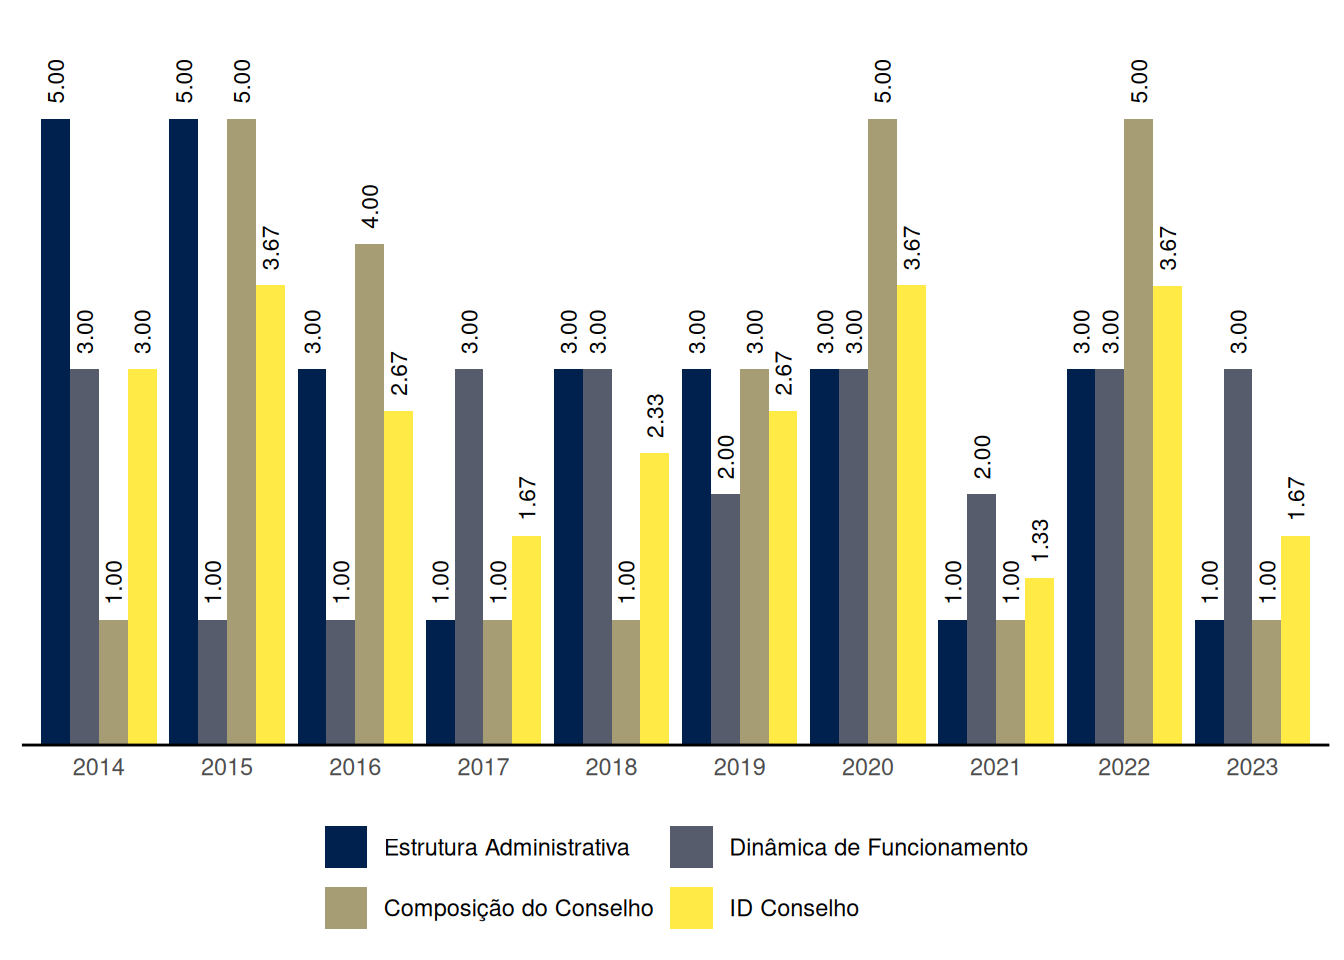 5.00 3.00 1.00 3.00 5.00 1.00 5.00 3.67 3.00 1.00 4.00 2.67 1.00 3.00 1.00 1.67 3.00 3.00 1.00 2.33 3.00 2.00 3.00 2.67 3.00 3.00 5.00 3.67 1.00 2.00 1.00 1.33 3.00 3.00 5.00 3.67 1.00 3.00 1.00 1.67
2014 2015 2016 2017 2018 2019 2020 2021 2022 2023
Estrutura Administrativa Dinâmica de Funcionamento
Composição do Conselho ID Conselho